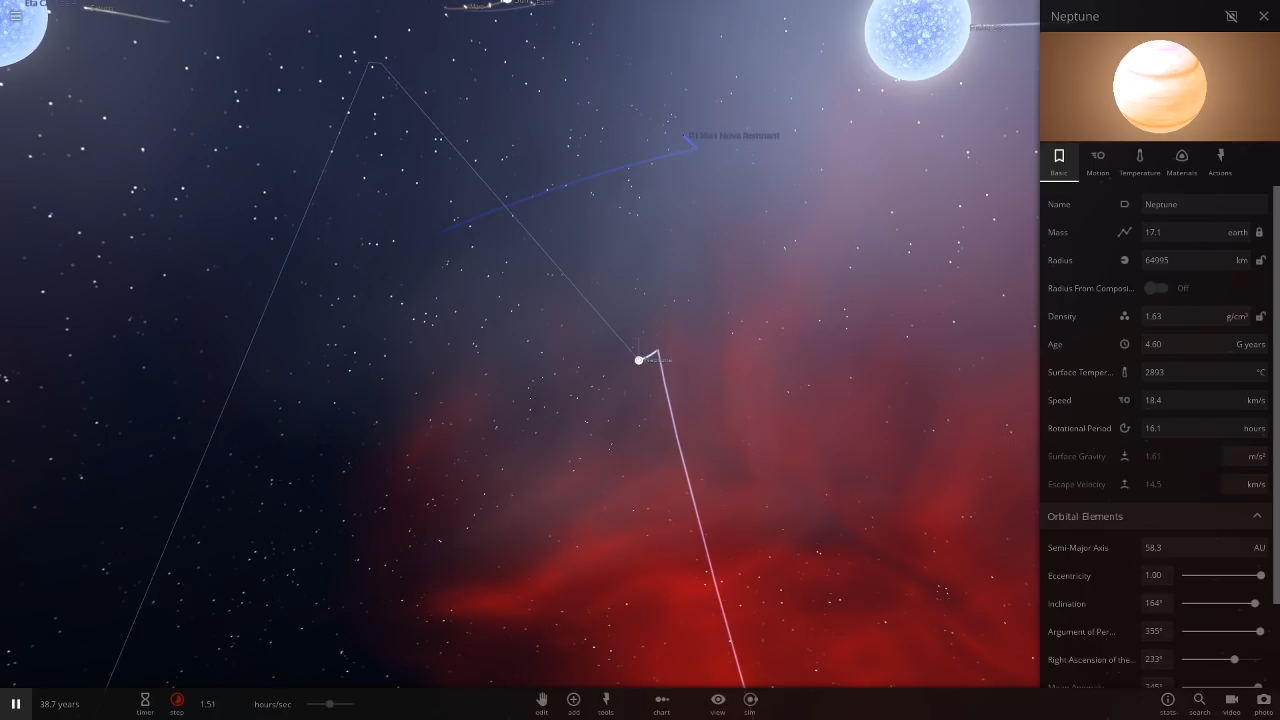 Saturn
Earth
Neptune
Neptune
Basic
Motion
Temperature
Materials
Actions
Name
Neptune
Mass
17.1
earth
Radius
64995
km
Radius From Composi...
Off
Density
1.63
g/cm³
Age
4.60
G years
Surface Temper...
2893
°C
Speed
18.4
km/s
Rotational Period
16.1
hours
Surface Gravity
1.61
m/s²
Escape Velocity
14.5
km/s
Orbital Elements
Semi-Major Axis
58.3
AU
Eccentricity
1.00
Inclination
164°
Argument of Per...
355°
Right Ascension of the...
233°
38.7 years
timer
step
1.51
hours/sec
edit
add
tools
chart
view
sim
stats
search
video
photo